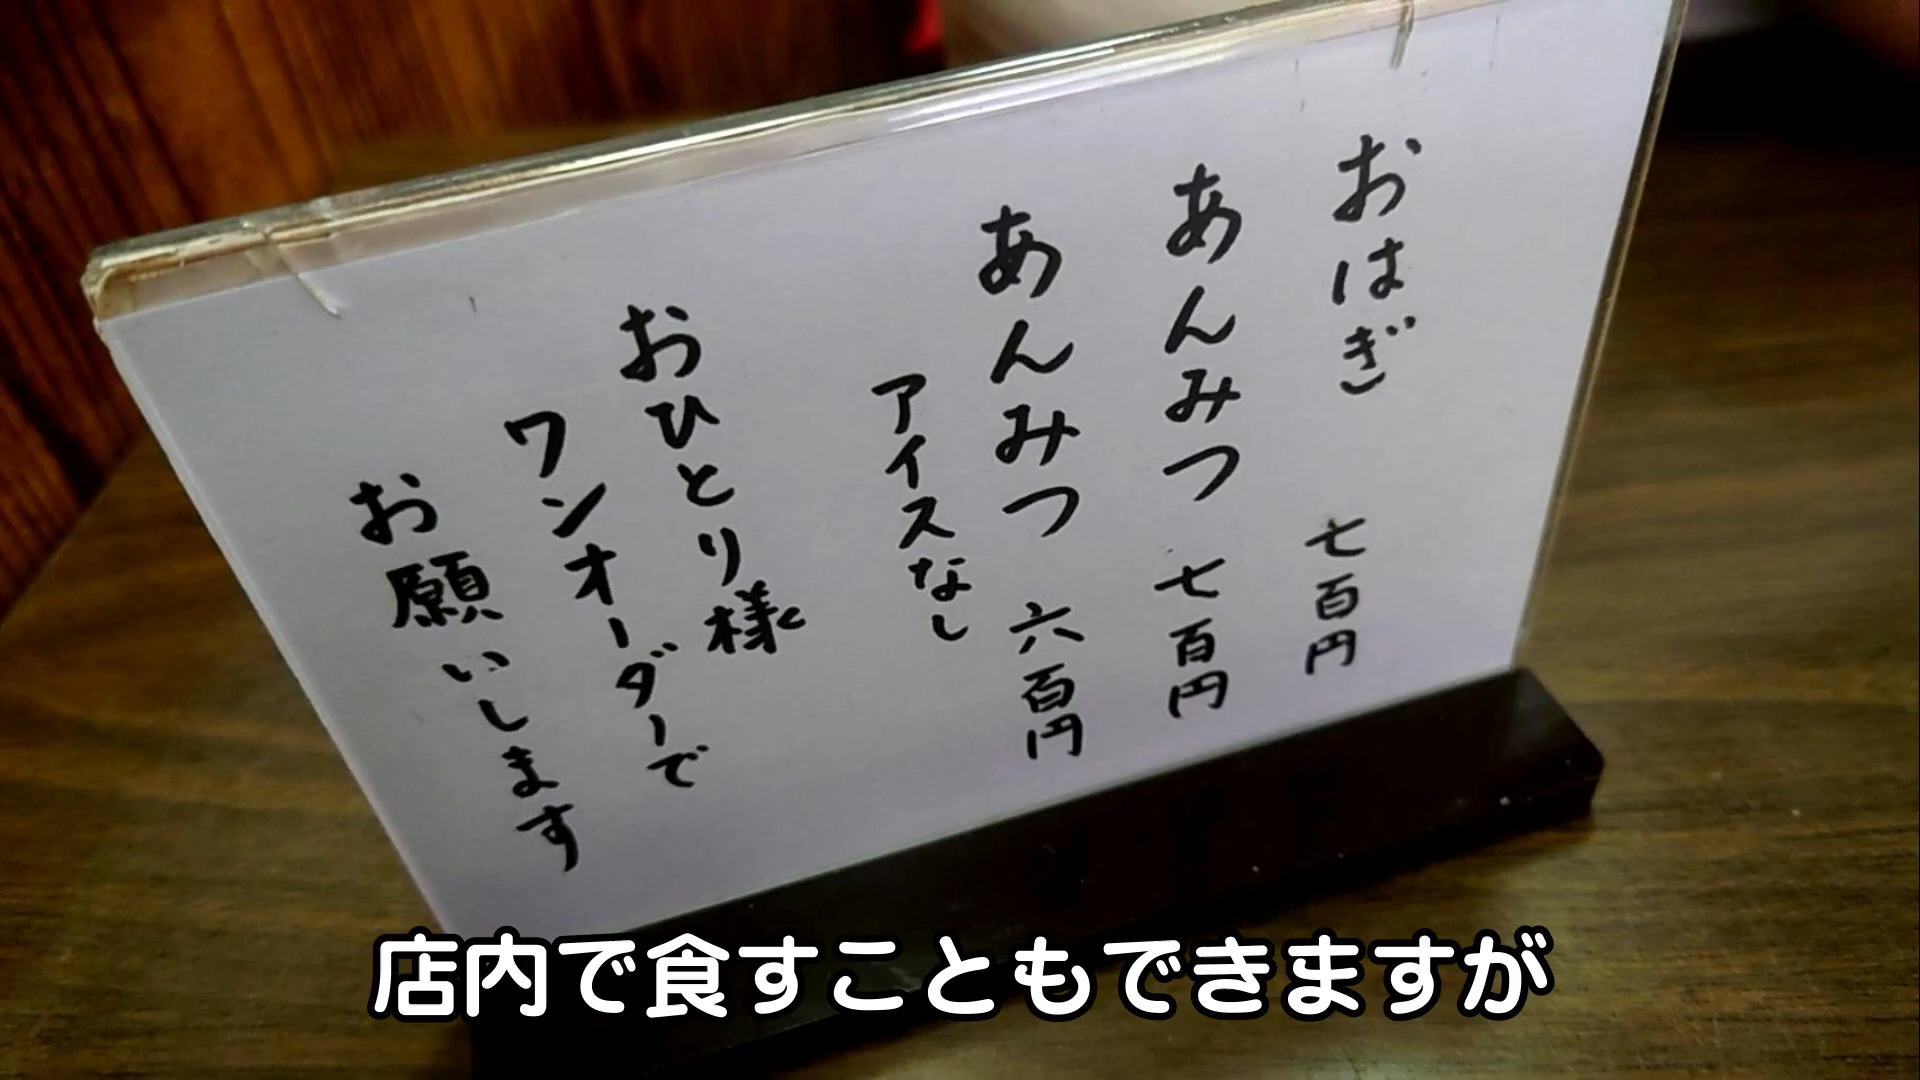 おはぎ 七百円
あんみつ 七百円
あんみつ 六百円
アイスなし
おひとり様
ワンオーダーで
お願いします
店内で食すこともできますが